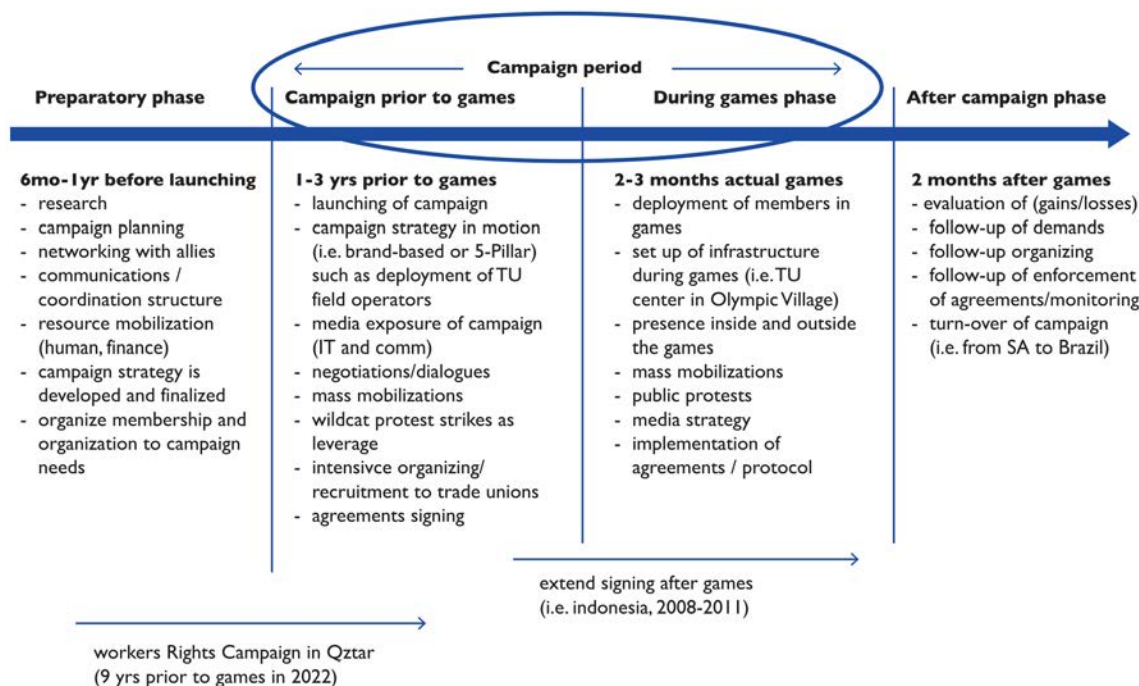 Campaign period
Preparatory phase
Campaign prior to games
During games phase
After campaign phase
6mo-1yr before launching
- research
- campaign planning
- networking with allies
- communications /
coordination structure
- resource mobilization
(human, finance)
- campaign strategy is
developed and finalized
- organize membership and
organization to campaign
needs
1-3 yrs prior to games
- launching of campaign
- campaign strategy in motion
(i.e. brand-based or 5-Pillar)
such as deployment of TU
field operators
- media exposure of campaign
(IT and comm)
- negotiations/dialogues
- mass mobilizations
- wildcat protest strikes as
leverage
- intensivce organizing/
recruitment to trade unions
- agreements signing
2-3 months actual games
- deployment of members in
games
- set up of infrastructure
during games (i.e. TU
center in Olympic Village)
- presence inside and outside
the games
- mass mobilizations
- public protests
- media strategy
- implementation of
agreements / protocol
2 months after games
- evaluation of (gains/losses)
- follow-up of demands
- follow-up organizing
- follow-up of enforcement
of agreements/monitoring
- turn-over of campaign
(i.e. from SA to Brazil)
extend signing after games
(i.e. indonesia, 2008-2011)
workers Rights Campaign in Qztar
(9 yrs prior to games in 2022)